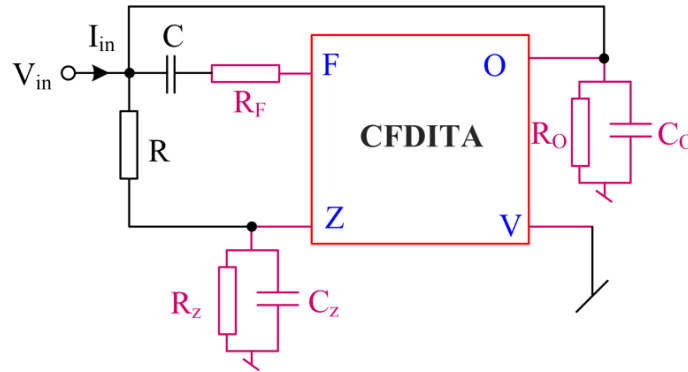 I_in
C
V_in
F
O
R_F
CFDITA
R_O
C_O
R
Z
V
R_z
C_z